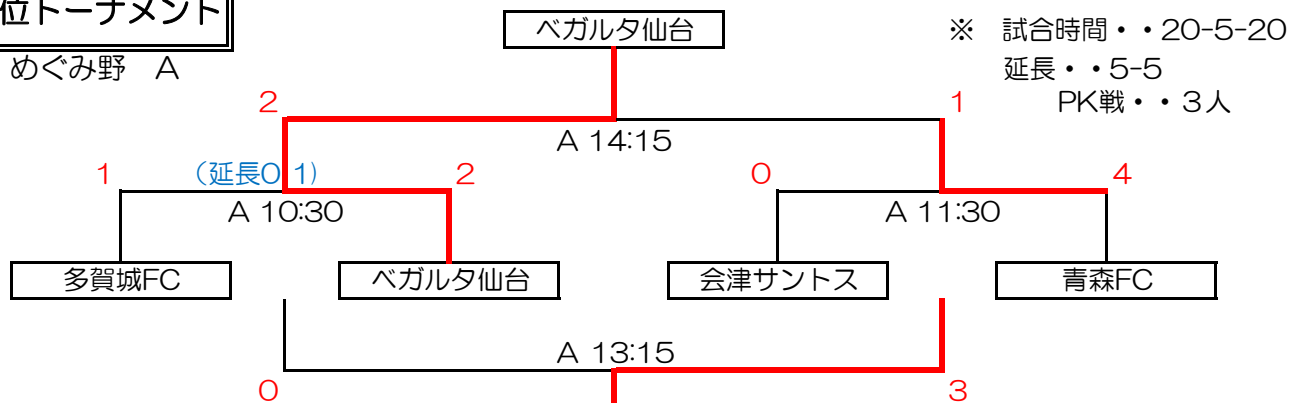 位トーナメント
ベガルタ仙台
※ 試合時間・・20-5-20
めぐみ野 A
延長・・5-5
PK戦・・3人
2
1
A 14:15
1
(延長0 1)
2
0
4
A 10:30
A 11:30
多賀城FC
ベガルタ仙台
会津サントス
青森FC
A 13:15
0
3